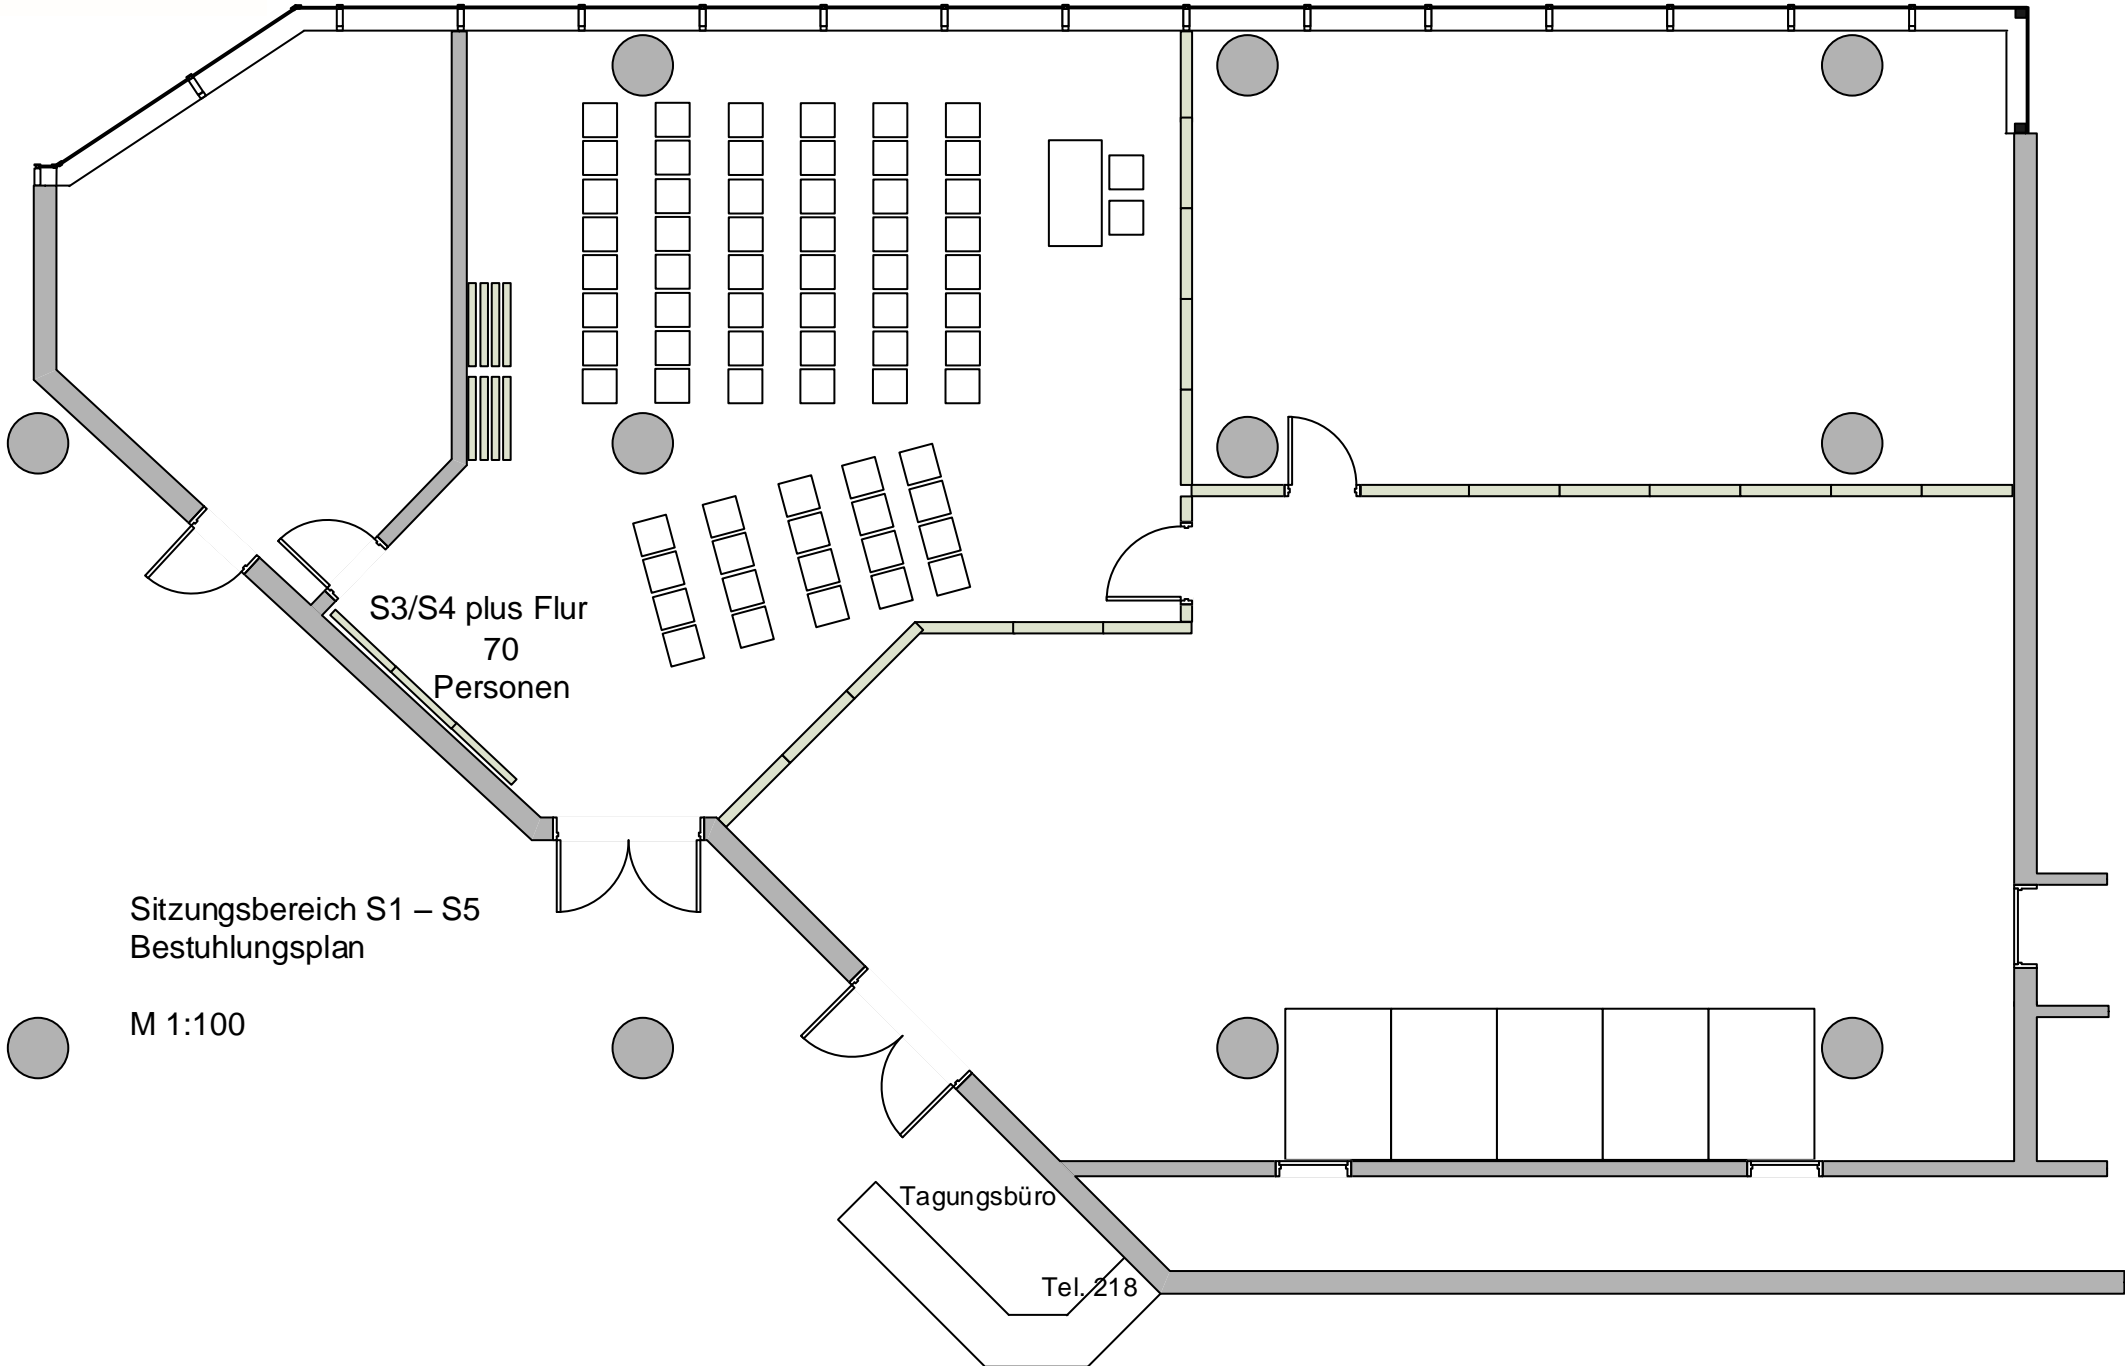 S3/S4 plus Flur
70
Personen
Sitzungsbereich S1 – S5
Bestuhlungsplan
M 1:100
Tagungsbüro
Tel. 218